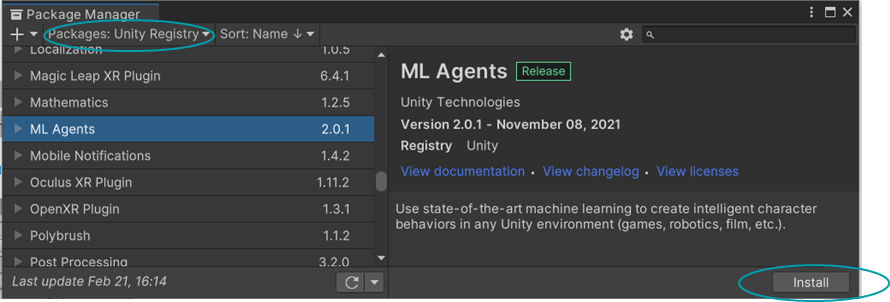 Package Manager
Packages: Unity Registry Sort: Name ↓
Localization 1.0.5
Magic Leap XR Plugin 6.4.1
Mathematics 1.2.5
ML Agents 2.0.1
Mobile Notifications 1.4.2
Oculus XR Plugin 1.11.2
OpenXR Plugin 1.3.1
Polybrush 1.1.2
Post Processing 3.2.0
Last update Feb 21, 16:14
ML Agents Release
Unity Technologies
Version 2.0.1 - November 08, 2021
Registry Unity
View documentation • View changelog • View licenses
Use state-of-the-art machine learning to create intelligent character
behaviors in any Unity environment (games, robotics, film, etc.).
Install